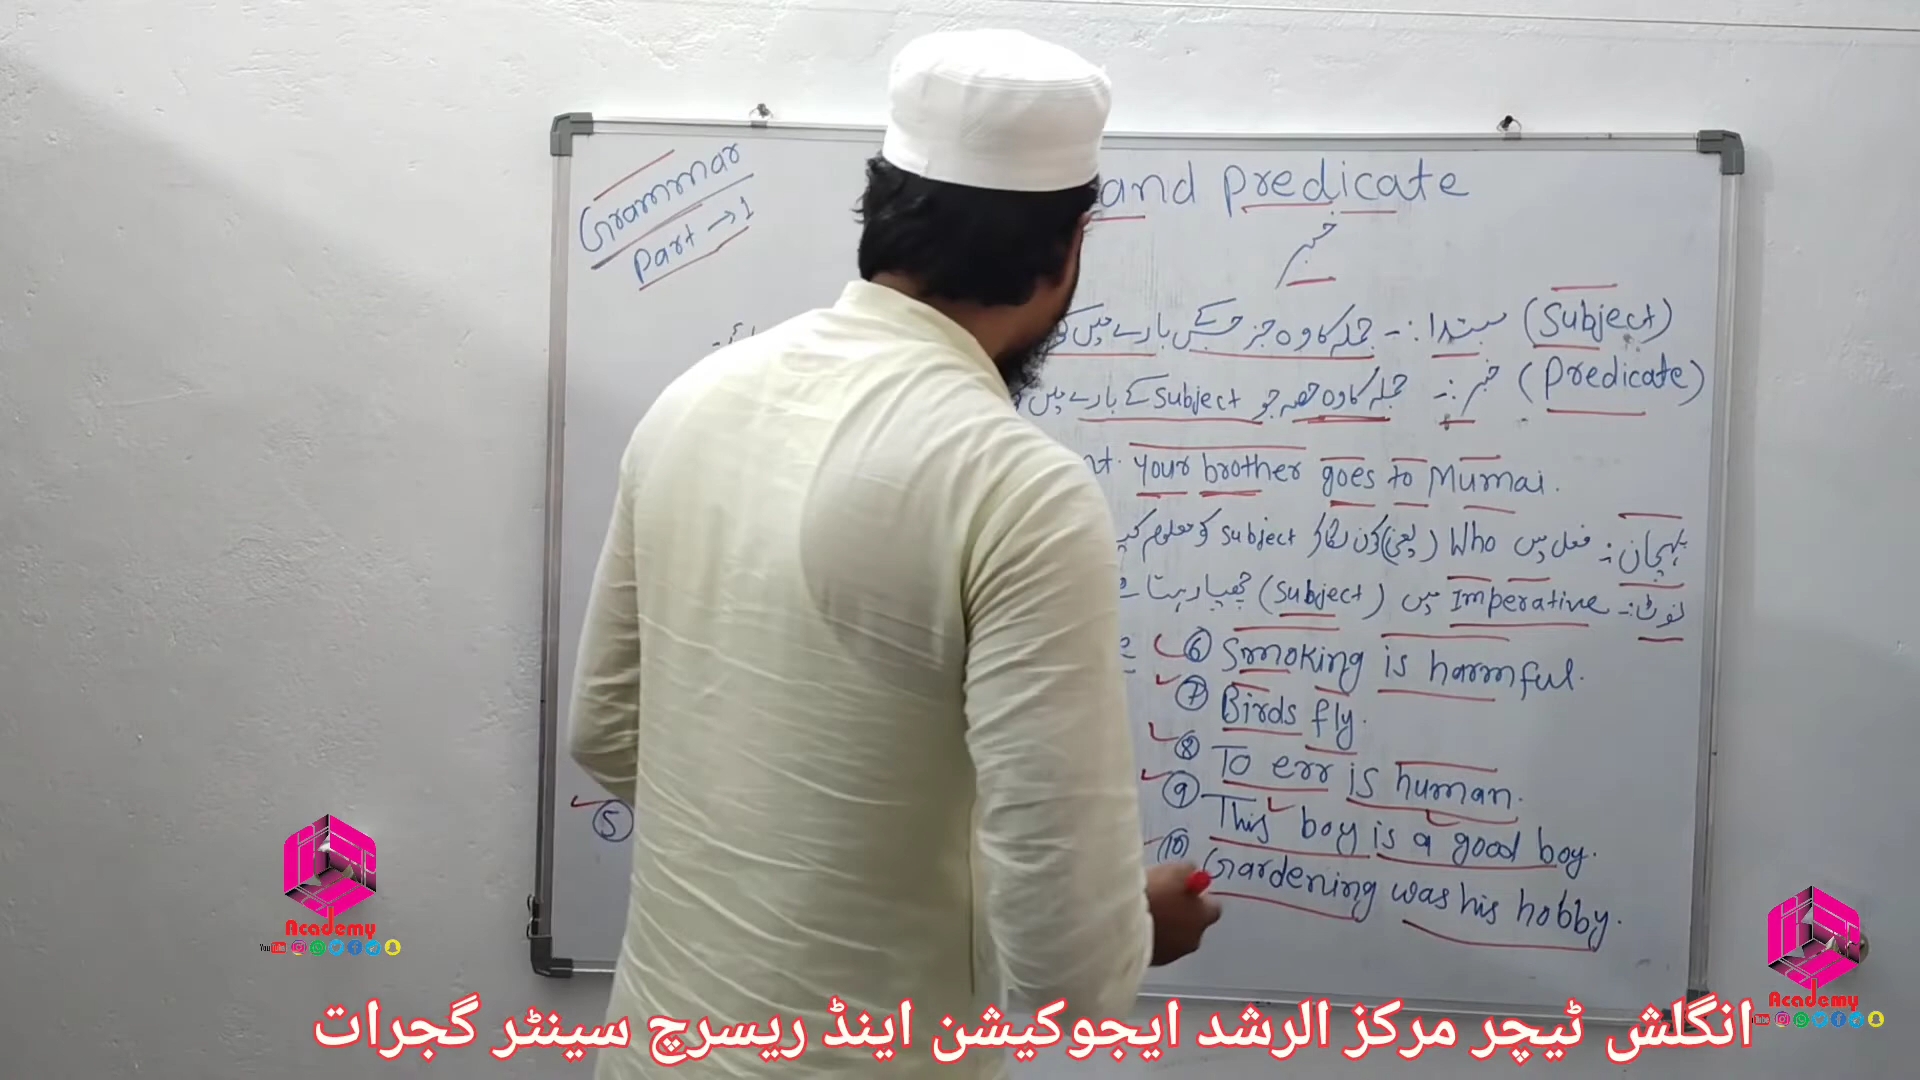 Grammar
Part → 1
and predicate
خبر
(Subject) مبتدا :- جملہ کا وہ جز جس کے بارے میں
(Predicate) خبر :- جملہ کا وہ حصہ جو Subject کے بارے میں
Your brother goes to Mumai.
پہچان :- فعل میں Who (یعنی) کون لگا کر Subject کو معلوم
نوٹ :- Imperative میں (Subject) چھپا رہتا ہے
⑥ Smoking is harmful.
⑦ Birds fly.
⑧ To err is human.
⑨ This boy is a good boy.
⑩ Gardening was his hobby.
⑤
Academy
Academy
انگلش ٹیچر مرکز الرشد ایجوکیشن اینڈ ریسرچ سینٹر گجرات